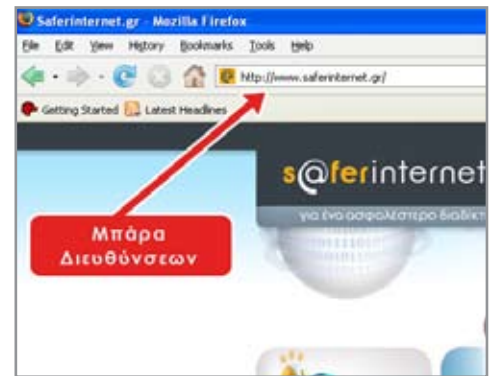 Saferinternet.gr - Mozilla Firefox
File Edit View History Bookmarks Tools Help
http://www.saferinternet.gr/
Getting Started Latest Headlines
s@ferinternet
για ένα ασφαλέστερο
Μπάρα
Διευθύνσεων